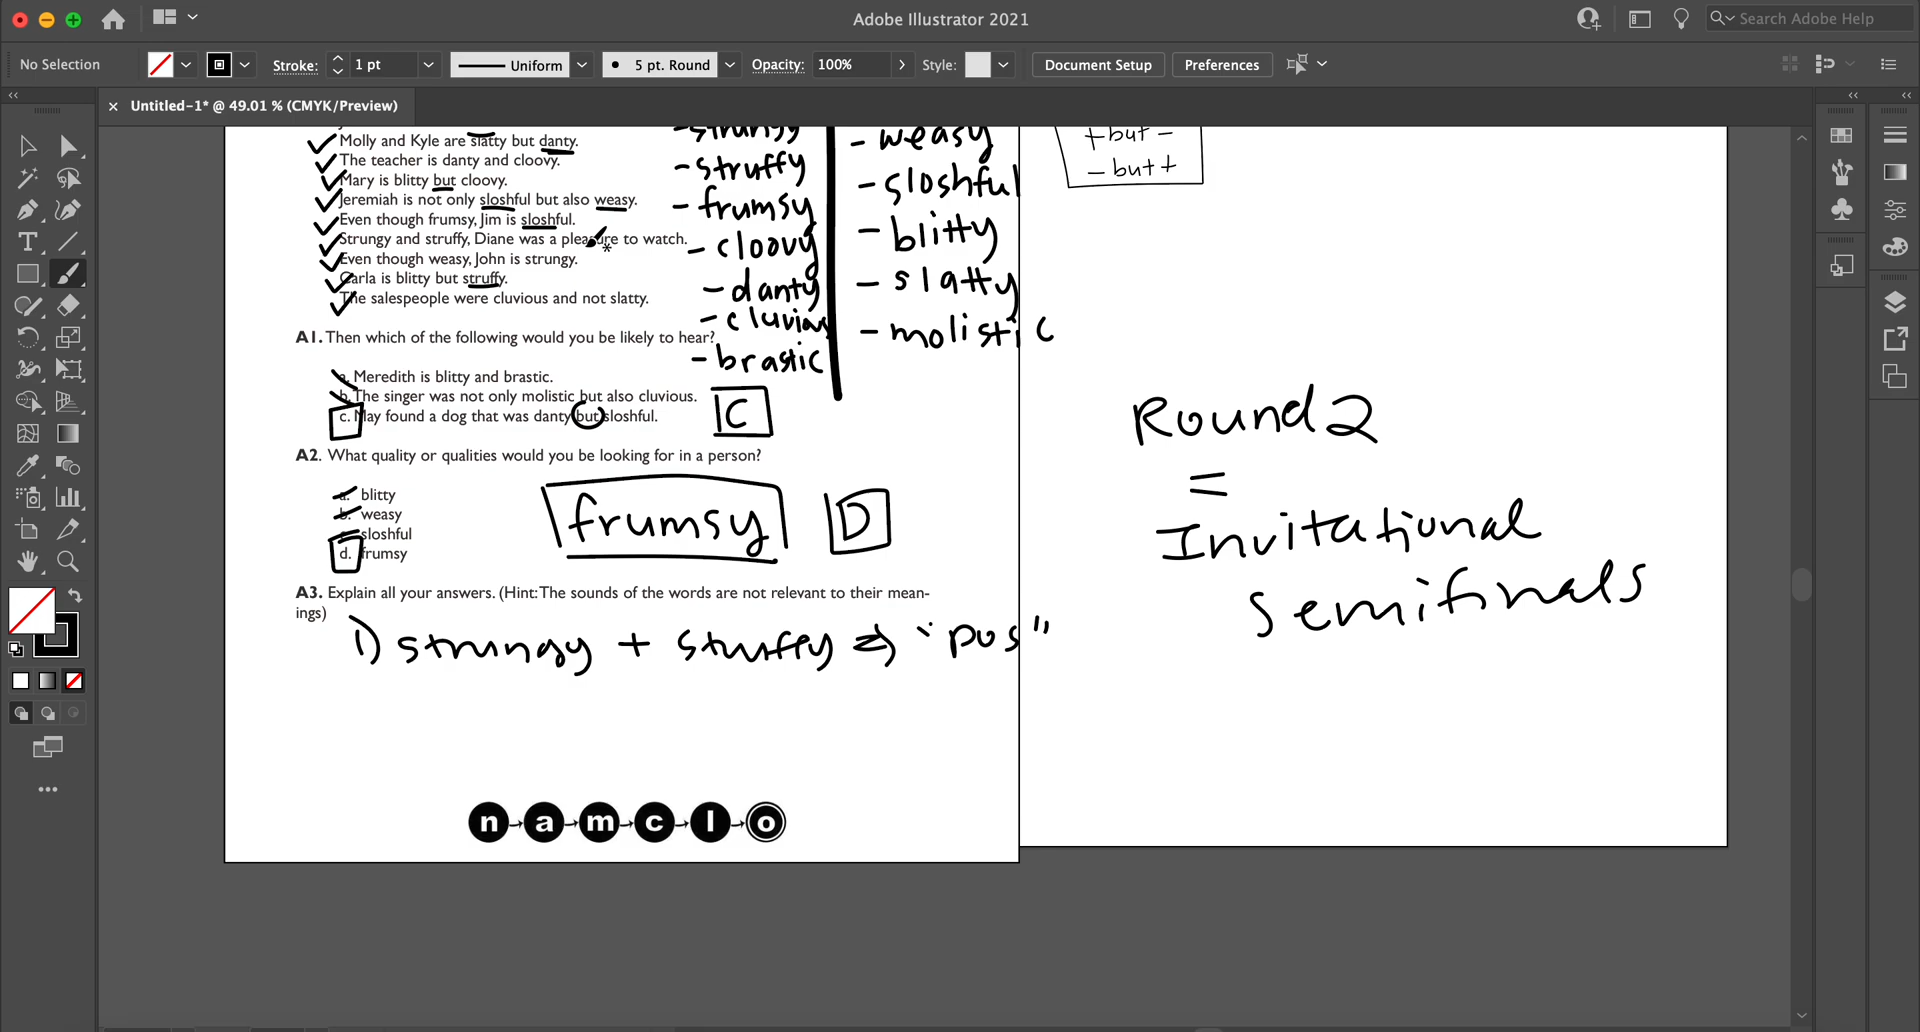 Adobe Illustrator 2021
Search Adobe Help
No Selection
Stroke:
1 pt
Uniform
5 pt. Round
Opacity:
100%
Style:
Document Setup
Preferences
× Untitled-1* @ 49.01 % (CMYK/Preview)
Molly and Kyle are slatty but danty.
The teacher is danty and cloovy.
Mary is blitty but cloovy.
Jeremiah is not only sloshful but also weasy.
Even though frumsy, Jim is sloshful.
Strungy and struffy, Diane was a pleasure to watch.
Even though weasy, John is strungy.
Carla is blitty but struffy.
The salespeople were cluvious and not slatty.
- strungy
- struffy
- frumsy
- cloovy
- danty
- cluvious
- brastic
- weasy
- sloshful
- blitty
- slatty
- molistic
+ but -
- but +
A1. Then which of the following would you be likely to hear?
a. Meredith is blitty and brastic.
b. The singer was not only molistic but also cluvious.
c. May found a dog that was danty but sloshful.
C
A2. What quality or qualities would you be looking for in a person?
a. blitty
b. weasy
c. sloshful
d. frumsy
frumsy
D
A3. Explain all your answers. (Hint: The sounds of the words are not relevant to their mean-
ings)
1) strungy + stuffy => "pos"
Round 2
=
Invitational
Semifinals
n a m c l o